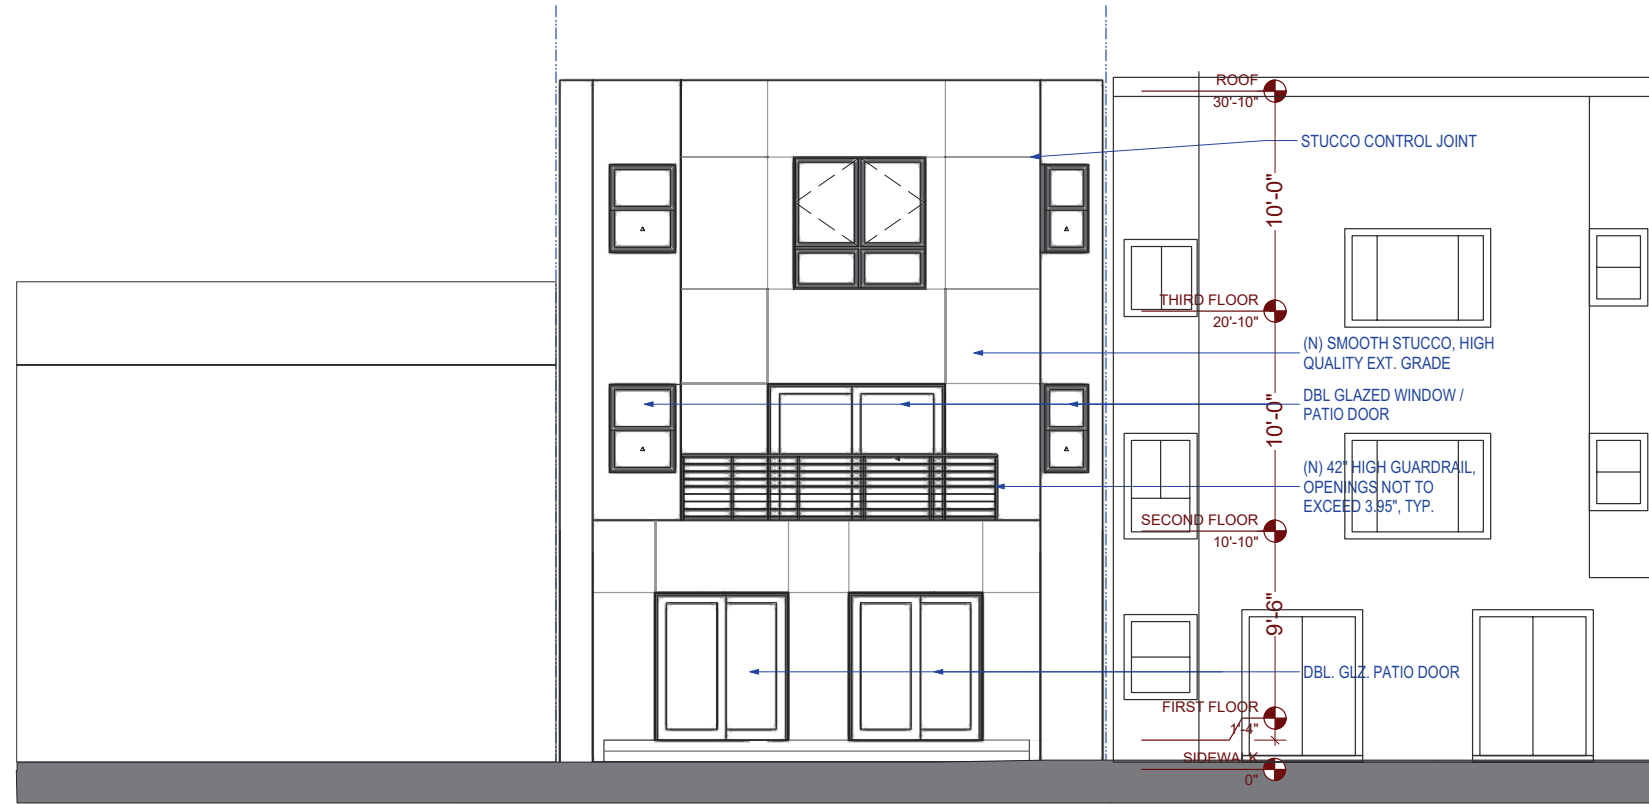 ROOF
30'-10"
STUCCO CONTROL JOINT
10'-0"
THIRD FLOOR
20'-10"
(N) SMOOTH STUCCO, HIGH
QUALITY EXT. GRADE
DBL GLAZED WINDOW /
PATIO DOOR
10'-0"
(N) 42" HIGH GUARDRAIL,
OPENINGS NOT TO
EXCEED 3.95", TYP.
SECOND FLOOR
10'-10"
9'-6"
DBL. GLZ. PATIO DOOR
FIRST FLOOR
1'-4"
SIDEWALK
0"